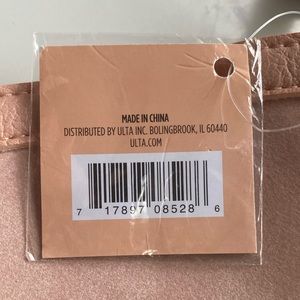 MADE IN CHINA
DISTRIBUTED BY ULTA INC. BOLINGBROOK, IL 60440
ULTA.COM
7 17897 08528 6